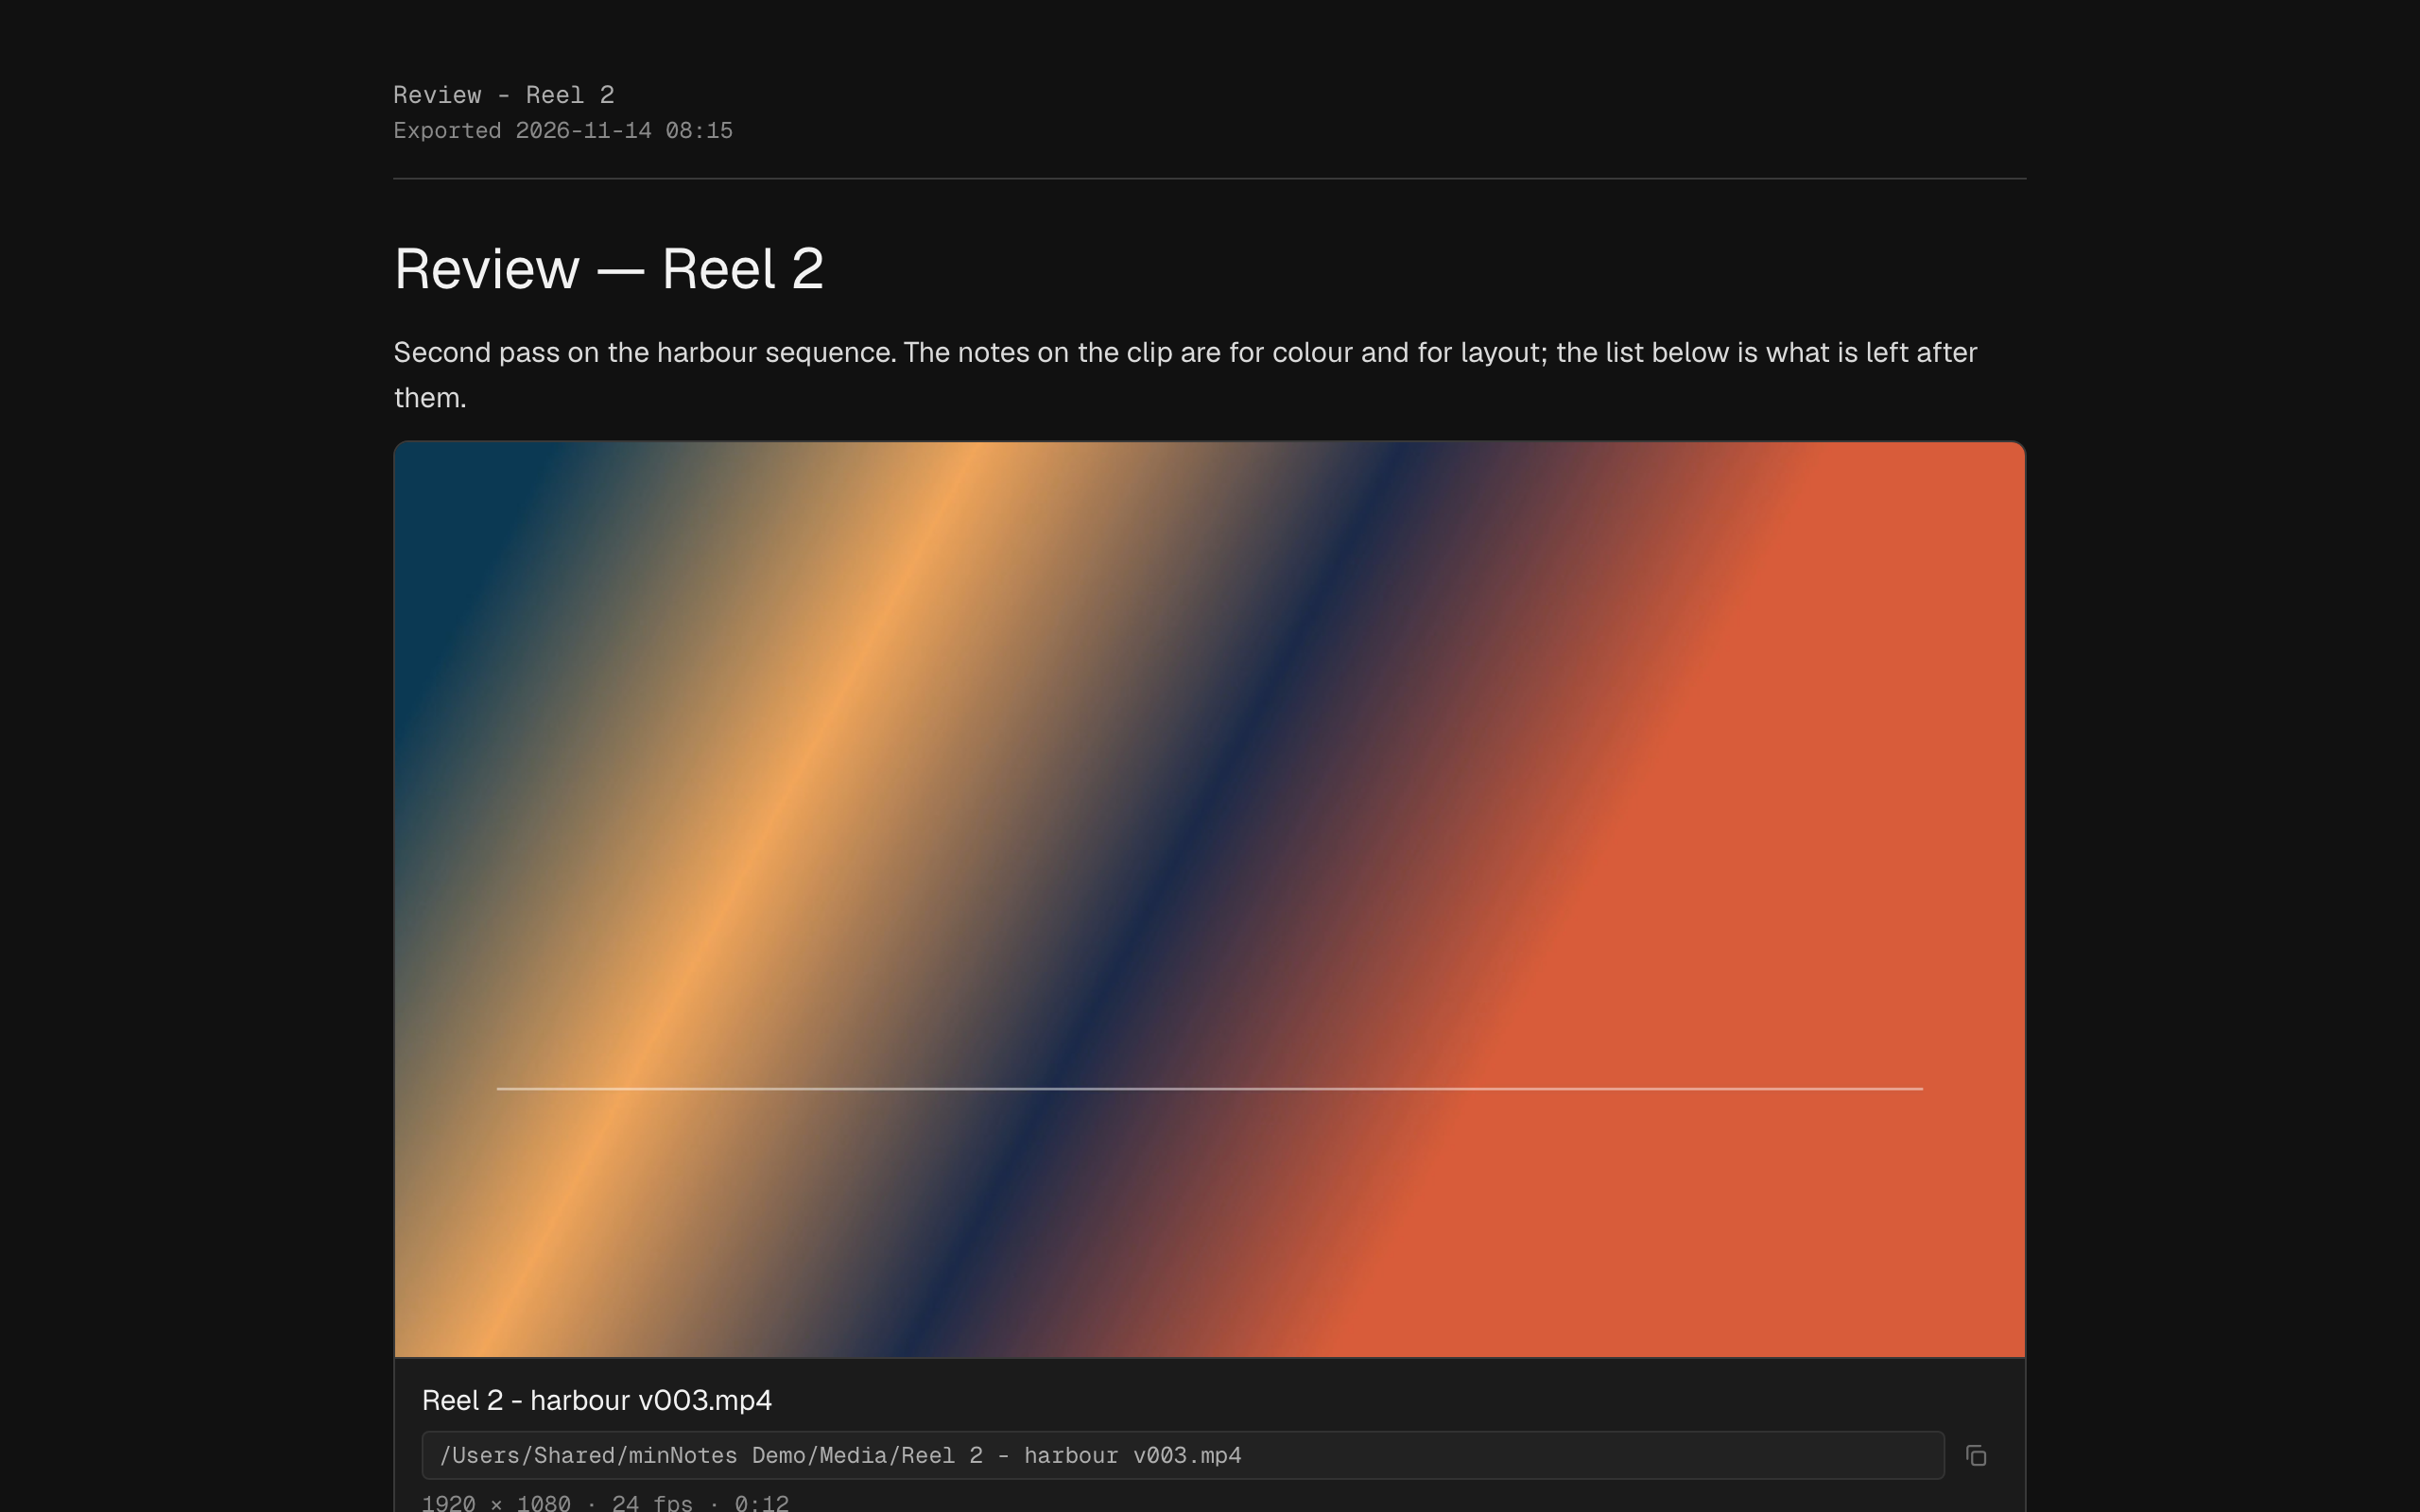 Review - Reel 2
Exported 2026-11-14 08:15
Review — Reel 2
Second pass on the harbour sequence. The notes on the clip are for colour and for layout; the list below is what is left after
them.
Reel 2 - harbour v003.mp4
/Users/Shared/minNotes Demo/Media/Reel 2 - harbour v003.mp4
1920 × 1080 · 24 fps · 0:12